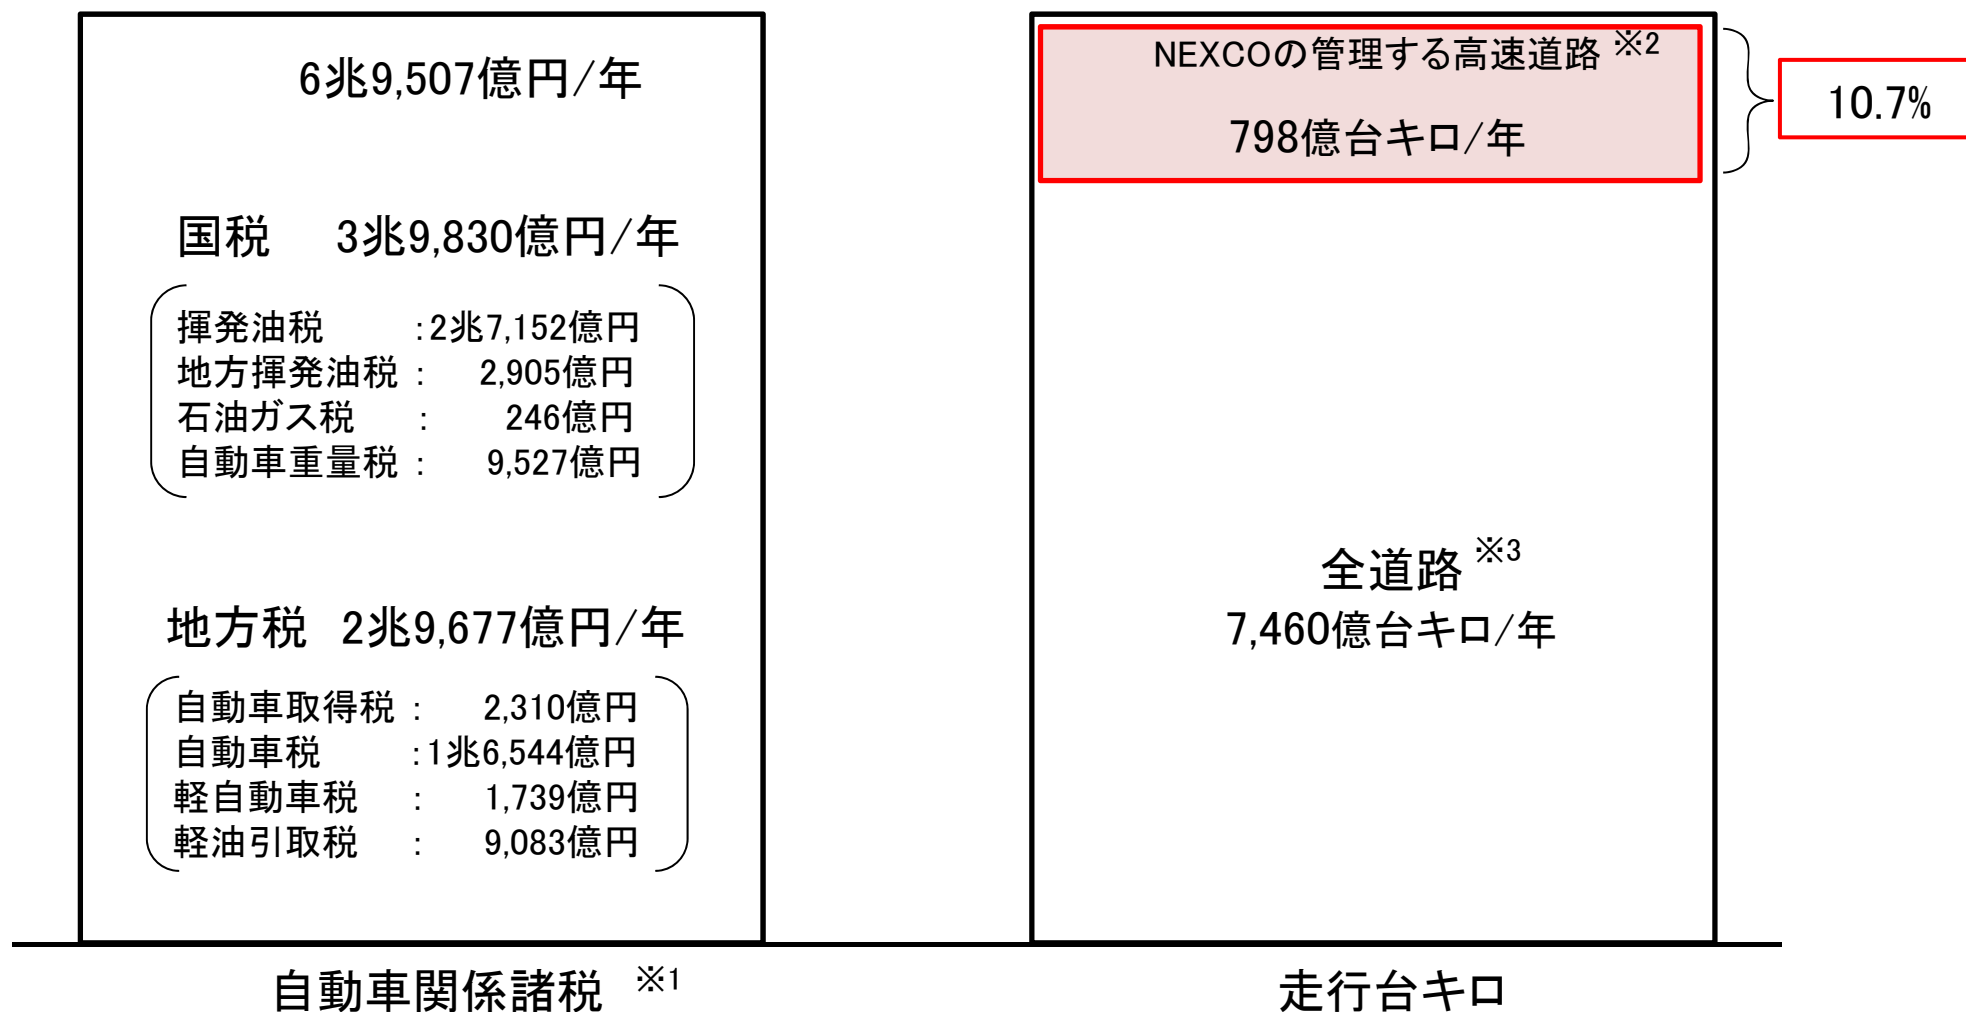 6兆9,507億円/年
国税 3兆9,830億円/年
揮発油税 :2兆7,152億円
地方揮発油税: 2,905億円
石油ガス税 : 246億円
自動車重量税: 9,527億円
地方税 2兆9,677億円/年
自動車取得税: 2,310億円
自動車税 :1兆6,544億円
軽自動車税 : 1,739億円
軽油引取税 : 9,083億円
自動車関係諸税 ※1
NEXCOの管理する高速道路 ※2
798億台キロ/年
10.7%
全道路 ※3
7,460億台キロ/年
走行台キロ